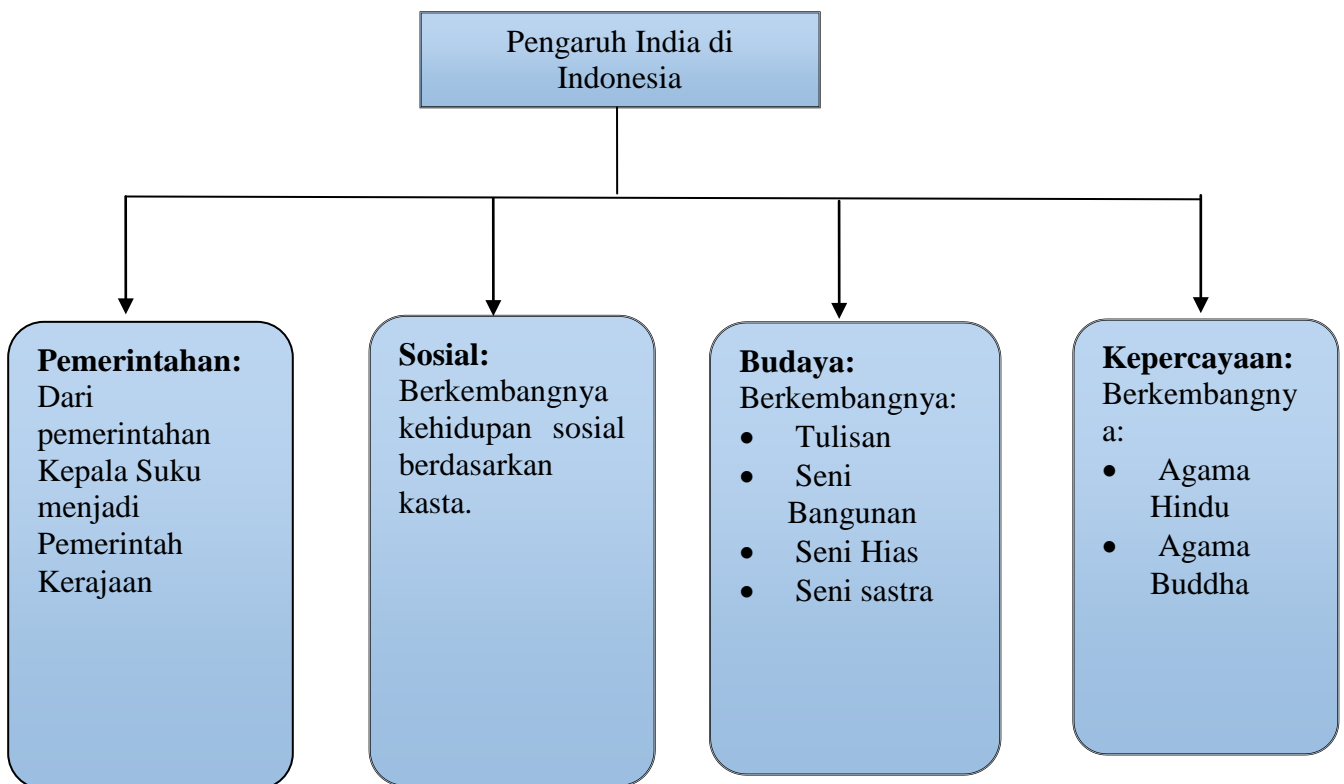 Pengaruh India di
Indonesia
Pemerintahan:
Dari
pemerintahan
Kepala Suku
menjadi
Pemerintah
Kerajaan
Sosial:
Berkembangnya
kehidupan sosial
berdasarkan
kasta.
Budaya:
Berkembangnya:
• Tulisan
• Seni
Bangunan
• Seni Hias
• Seni sastra
Kepercayaan:
Berkembangny
a:
• Agama
Hindu
• Agama
Buddha